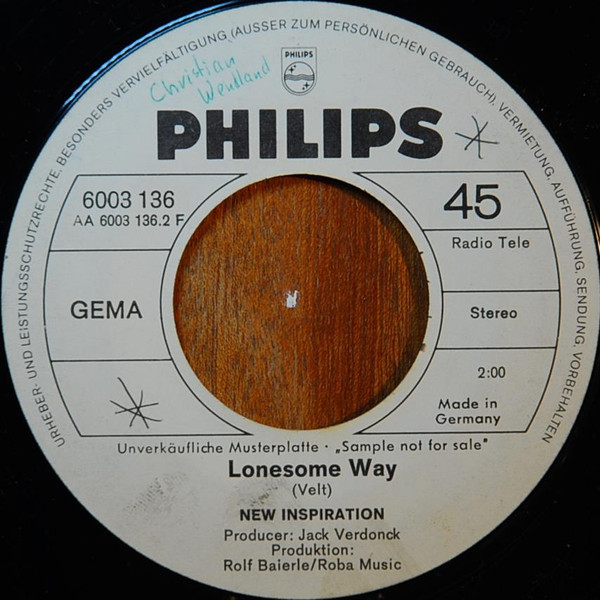 URHEBER- UND LEISTUNGSSCHUTZRECHTE, BESONDERS VERVIELFÄLTIGUNG (AUSSER ZUM PERSÖNLICHEN GEBRAUCH), VERMIETUNG, AUFFÜHRUNG, SENDUNG, VORBEHALTEN
Christian
PHILIPS
PHILIPS
6003 136
AA 6003 136.2 F
45
Radio Tele
GEMA
Stereo
2:00
Made in
Germany
Unverkäufliche Musterplatte · „Sample not for sale"
Lonesome Way
(Velt)
NEW INSPIRATION
Producer: Jack Verdonck
Produktion:
Rolf Baierle/Roba Music